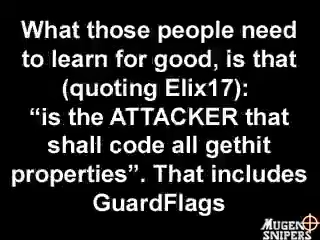 What those people need
to learn for good, is that
(quoting Elix17):
“is the ATTACKER that
shall code all gethit
properties”. That includes
GuardFlags
MUGEN
SNIPERS